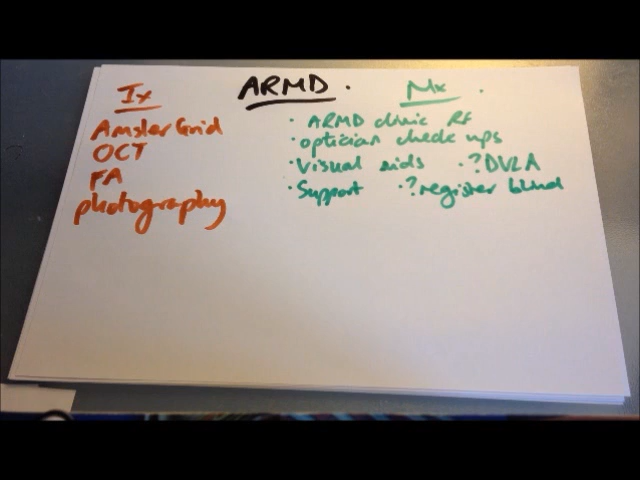 ARMD.
Ix
Amsler Grid
OCT
FA
photography
Mx.
· ARMD clinic Rf
· optician check ups
· Visual aids · ?DVLA
· Support · ?register blind